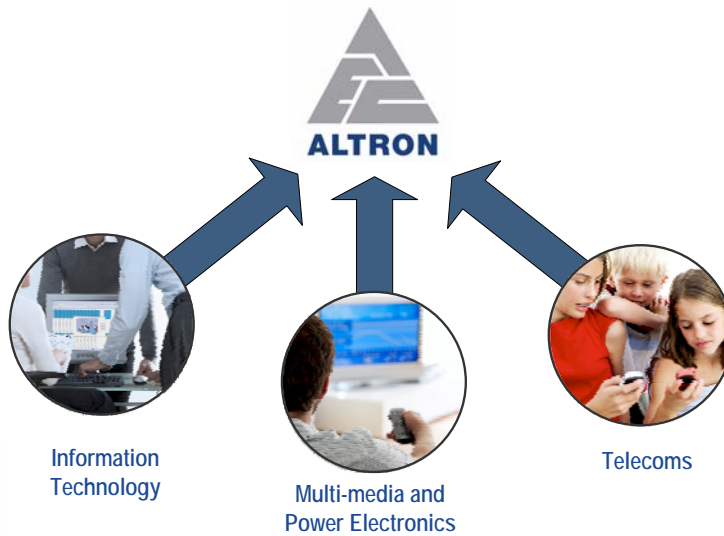 ALTRON
Information
Technology
Multi-media and
Power Electronics
Telecoms